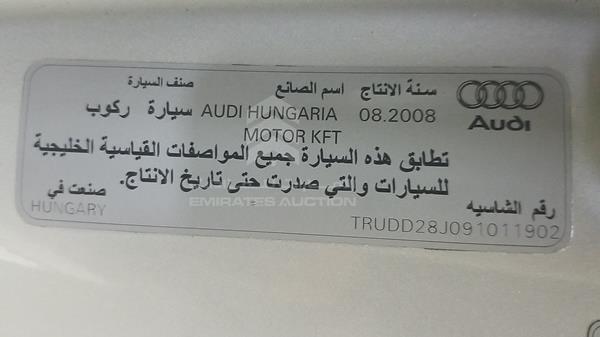 سنة الانتاج اسم الصانع صنف السيارة
08.2008 AUDI HUNGARIA سيارة ركوب
MOTOR KFT
Audi
تطابق هذه السيارة جميع المواصفات القياسية الخليجية
للسيارات والتي صدرت حتى تاريخ الانتاج.
رقم الشاسيه صنعت في
TRUDD28J091011902 HUNGARY
EMIRATES AUCTION